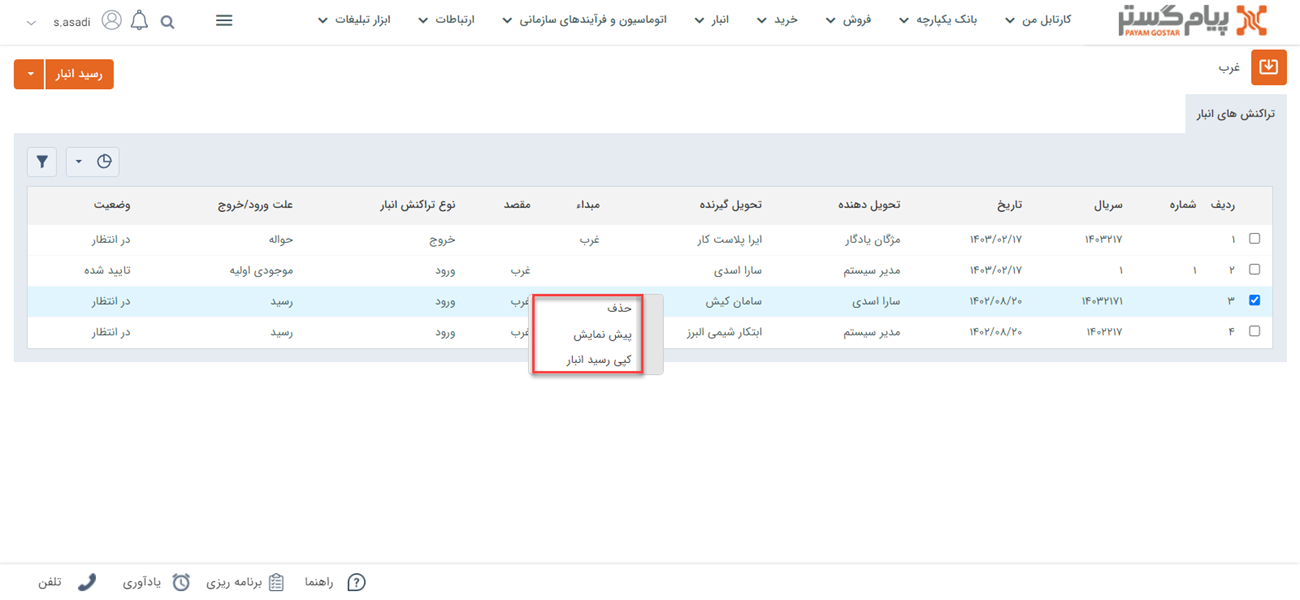 پیام گستر
PAYAM GOSTAR
کارتابل من بانک یکپارچه فروش خرید انبار اتوماسیون و فرآیندهای سازمانی ارتباطات ابزار تبلیغات s.asadi
غرب
رسید انبار
تراکنش های انبار
ردیف شماره سریال تاریخ تحویل دهنده تحویل گیرنده مبداء مقصد نوع تراکنش انبار علت ورود/خروج وضعیت
۱ ۱۴۰۳۲۱۷ ۱۴۰۳/۰۲/۱۷ مژگان یادگار ایرا پلاست کار غرب خروج حواله در انتظار
۲ ۱ ۱ ۱۴۰۳/۰۲/۱۷ مدیر سیستم سارا اسدی غرب ورود موجودی اولیه تایید شده
۳ ۱۴۰۳۲۱۷۱ ۱۴۰۲/۰۸/۲۰ سارا اسدی سامان کیش غرب ورود رسید در انتظار
۴ ۱۴۰۲۲۱۷ ۱۴۰۲/۰۸/۲۰ مدیر سیستم ابتکار شیمی البرز غرب ورود رسید در انتظار
حذف
پیش نمایش
کپی رسید انبار
راهنما برنامه ریزی یادآوری تلفن